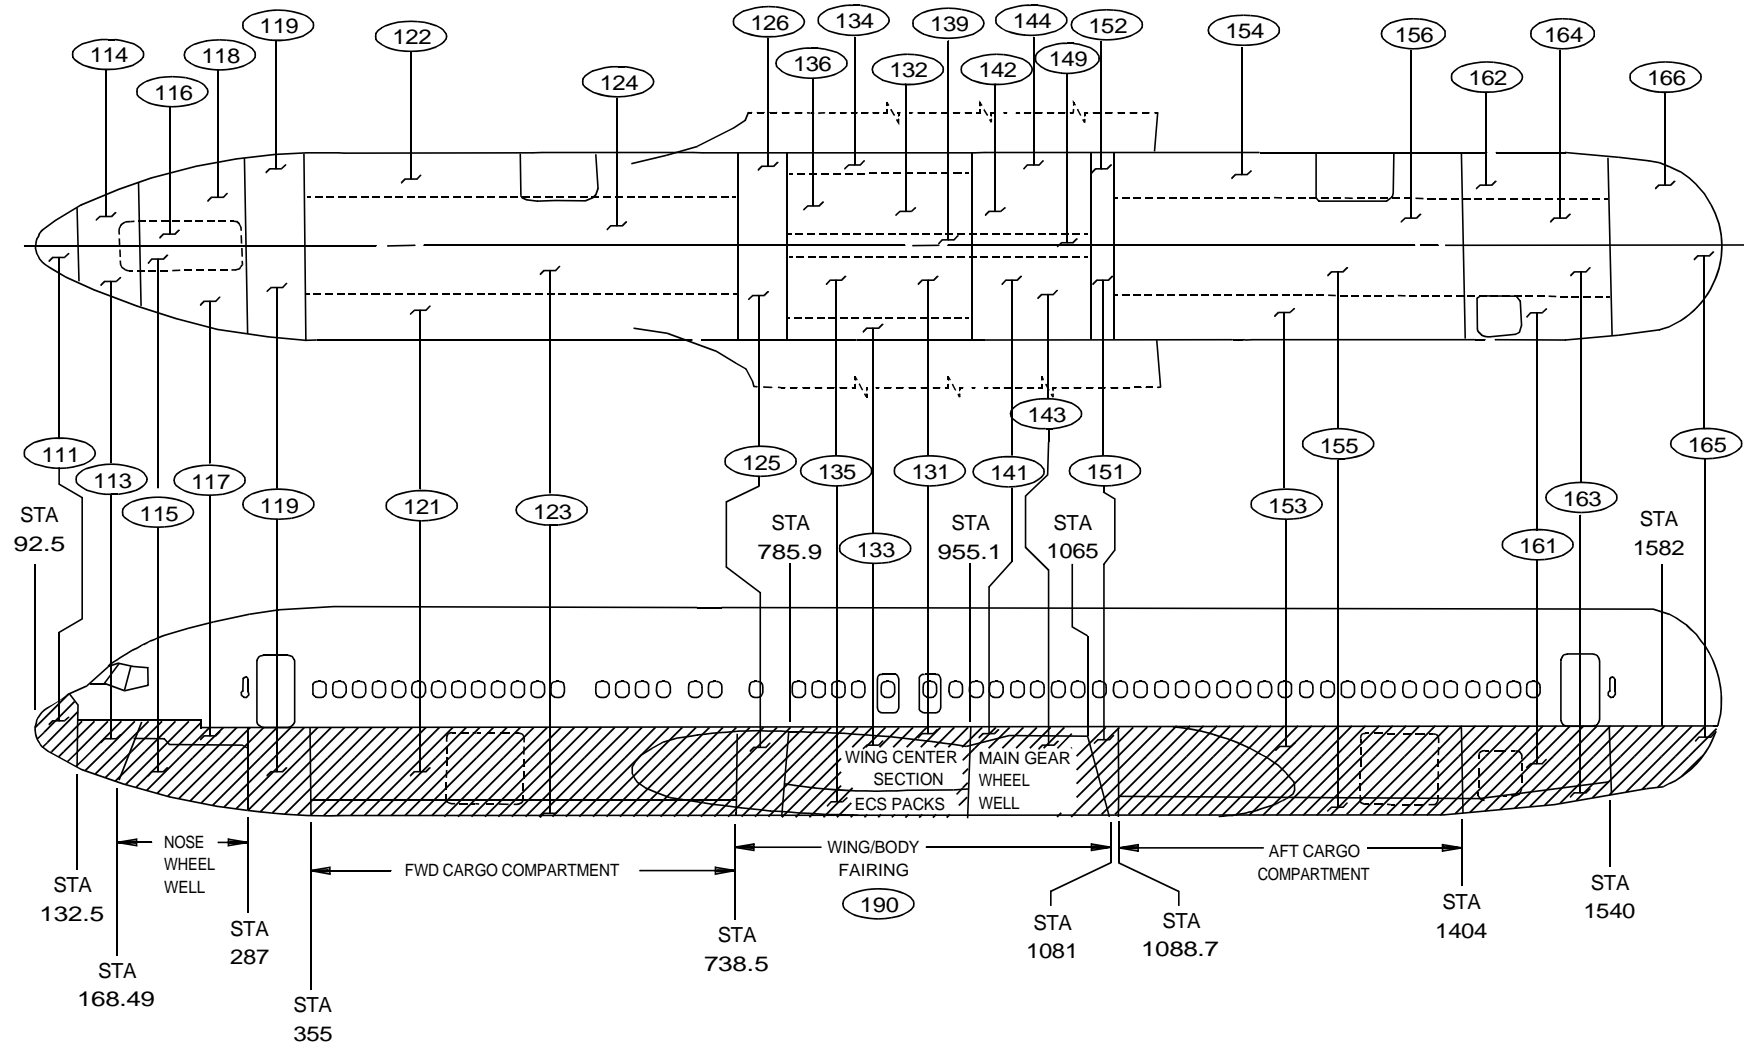 119
126
134
139
144
152
114
118
122
154
156
164
116
124
136
132
142
149
162
166
111
113
117
125
135
131
141
143
151
155
165
115
119
121
123
133
153
163
161
STA
92.5
STA
785.9
STA
955.1
STA
1065
STA
1582
WING CENTER
SECTION
ECS PACKS
MAIN GEAR
WHEEL
WELL
NOSE
WHEEL
WELL
FWD CARGO COMPARTMENT
WING/BODY
FAIRING
190
AFT CARGO
COMPARTMENT
STA
132.5
STA
168.49
STA
287
STA
355
STA
738.5
STA
1081
STA
1088.7
STA
1404
STA
1540